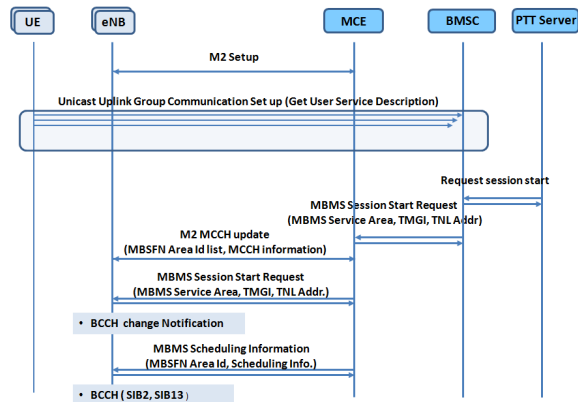 UE
eNB
MCE
BMSC
PTT Server
M2 Setup
Unicast Uplink Group Communication Set up (Get User Service Description)
Request session start
MBMS Session Start Request
(MBMS Service Area, TMGI, TNL Addr)
M2 MCCH update
(MBSFN Area Id list, MCCH information)
MBMS Session Start Request
(MBMS Service Area, TMGI, TNL Addr.)
• BCCH change Notification
MBMS Scheduling Information
(MBSFN Area Id, Scheduling Info.)
• BCCH ( SIB2, SIB13 )